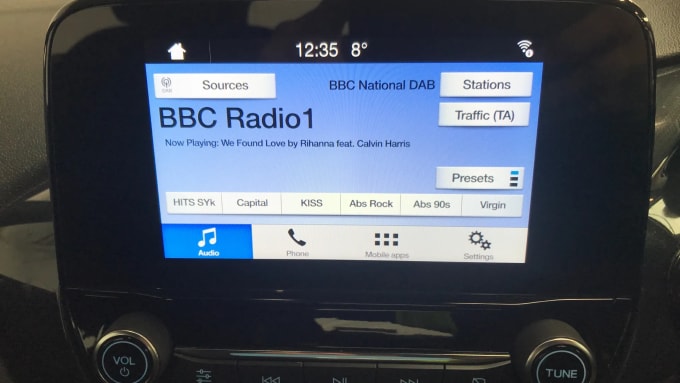 12:35 8°
DAB
Sources
BBC National DAB
Stations
BBC Radio1
Traffic (TA)
Now Playing: We Found Love by Rihanna feat. Calvin Harris
Presets
HITS SYk
Capital
KISS
Abs Rock
Abs 90s
Virgin
Audio
Phone
Mobile apps
Settings
VOL
TUNE